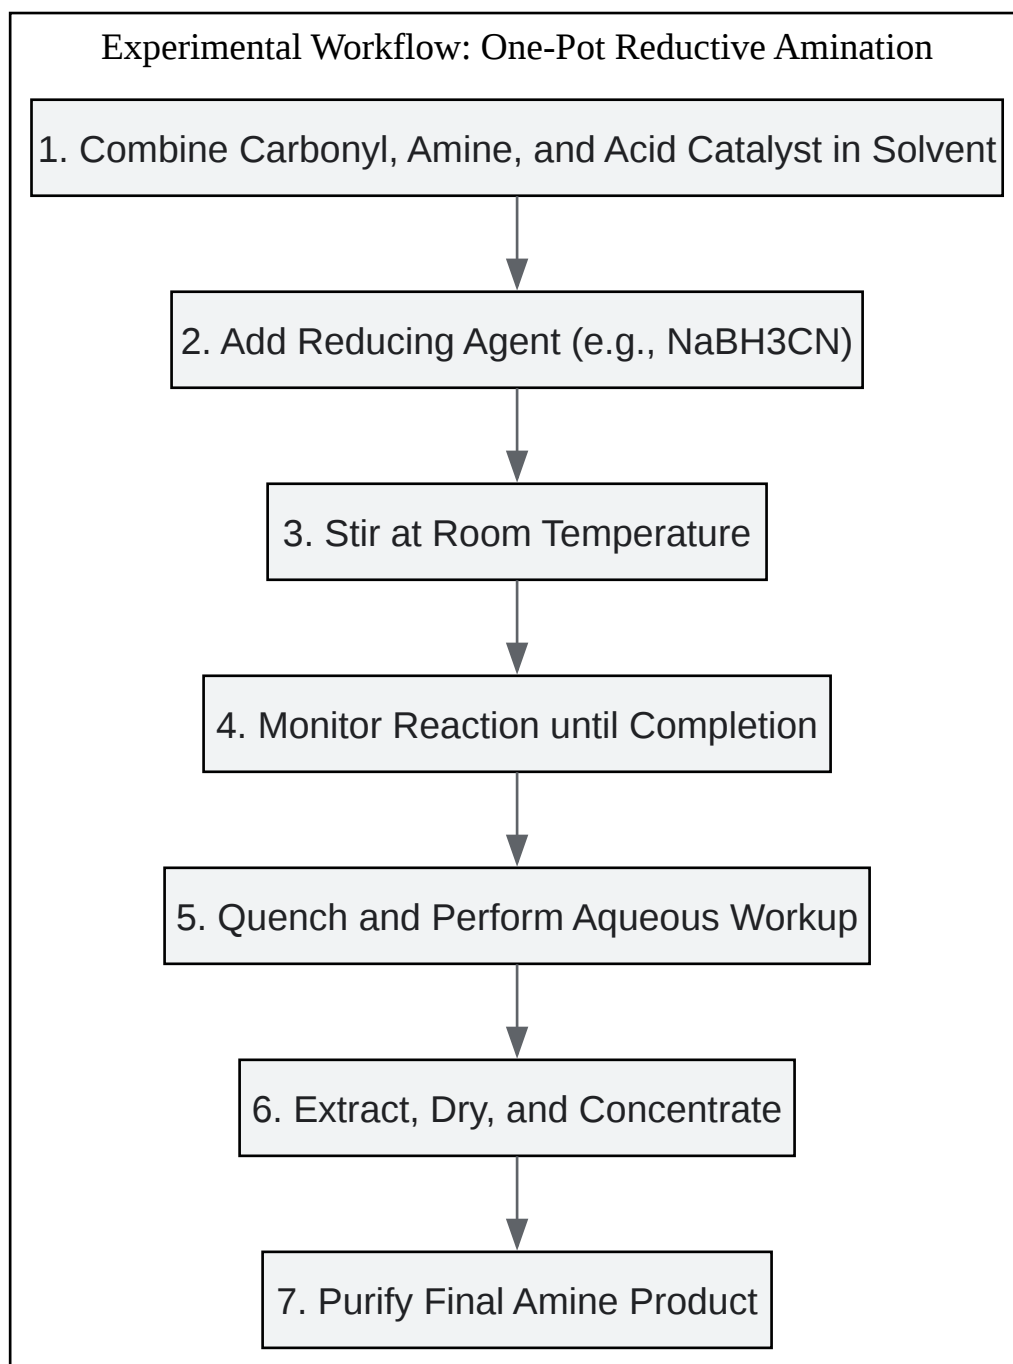 Experimental Workflow: One-Pot Reductive Amination
1. Combine Carbonyl, Amine, and Acid Catalyst in Solvent
2. Add Reducing Agent (e.g., NaBH3CN)
3. Stir at Room Temperature
4. Monitor Reaction until Completion
5. Quench and Perform Aqueous Workup
6. Extract, Dry, and Concentrate
7. Purify Final Amine Product